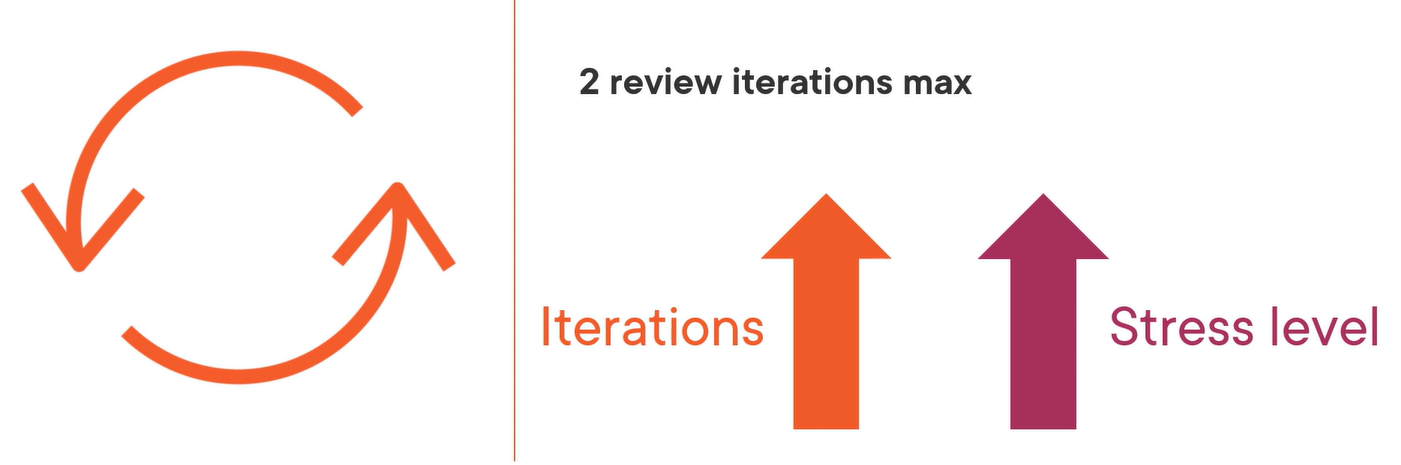 2 review iterations max
Iterations
Stress level